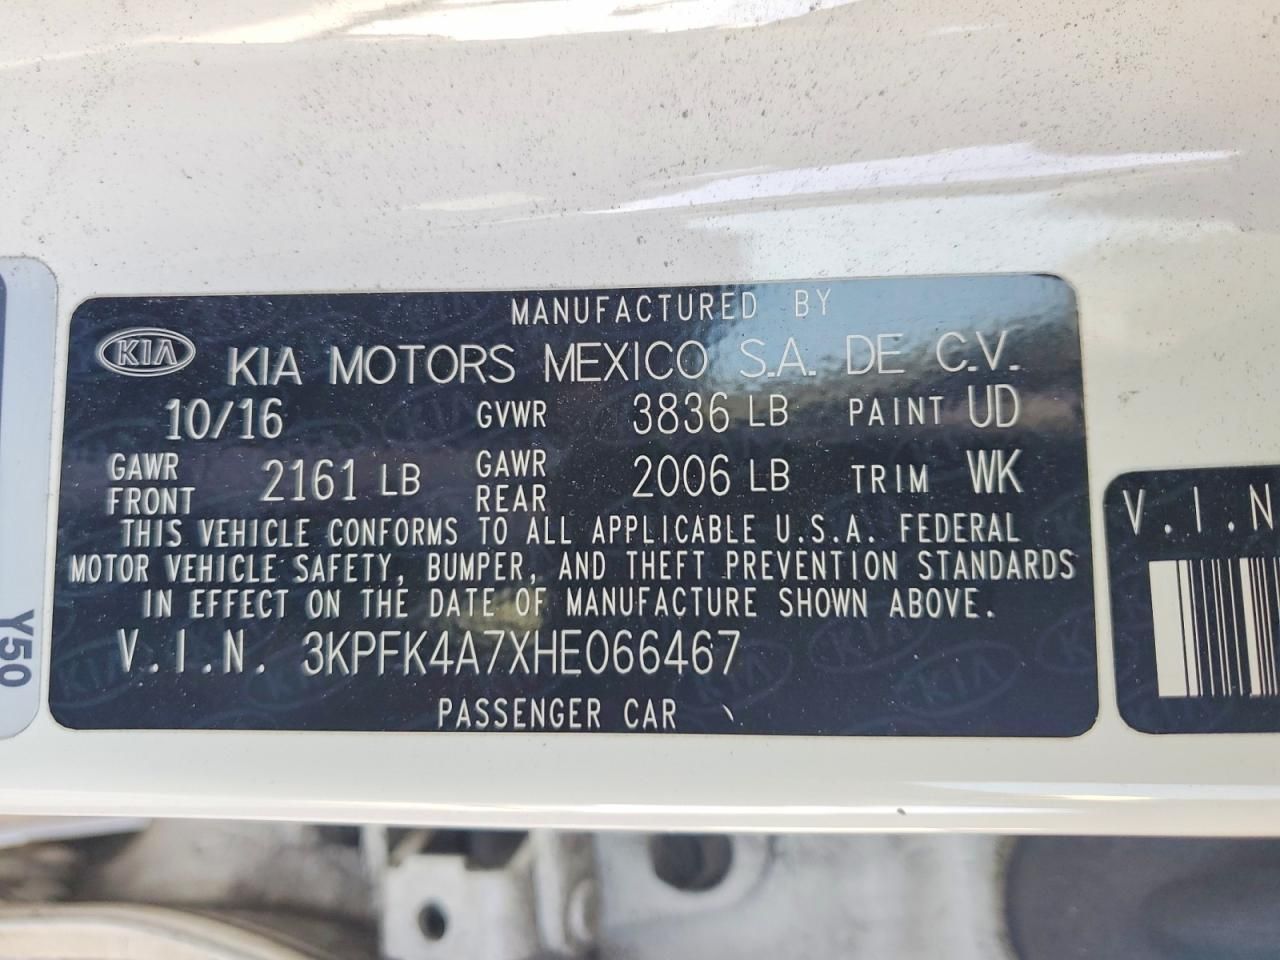 MANUFACTURED BY
KIA KIA MOTORS MEXICO S.A. DE C.V.
10/16 GVWR 3836 LB PAINT UD
GAWR FRONT 2161 LB GAWR REAR 2006 LB TRIM WK
THIS VEHICLE CONFORMS TO ALL APPLICABLE U.S.A. FEDERAL
MOTOR VEHICLE SAFETY, BUMPER, AND THEFT PREVENTION STANDARDS
IN EFFECT ON THE DATE OF MANUFACTURE SHOWN ABOVE.
V.I.N. 3KPFK4A7XHE066467
PASSENGER CAR
V.I.N
Y50